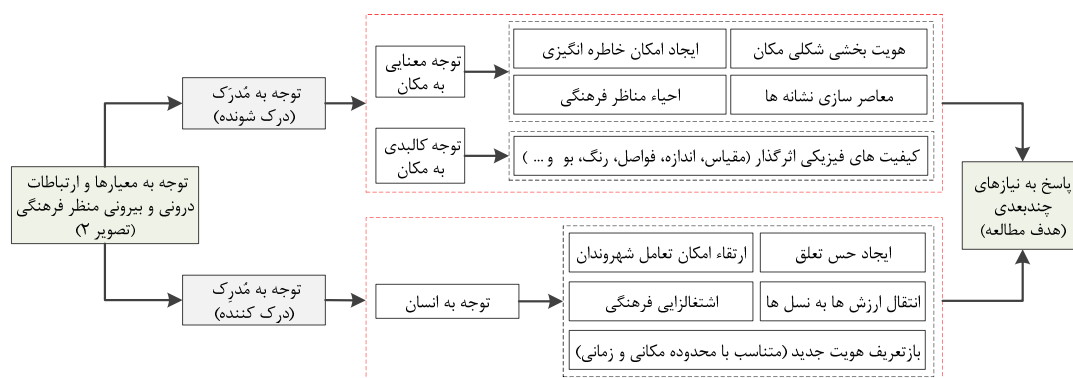 توجه به معیارها و ارتباطات
درونی و بیرونی منظر فرهنگی
(تصویر ۲)
توجه به مُدرَک
(درک شونده)
توجه معنایی
به مکان
هویت بخشی شکلی مکان
ایجاد امکان خاطره انگیزی
معاصر سازی نشانه ها
احیاء مناظر فرهنگی
توجه کالبدی
به مکان
کیفیت های فیزیکی اثرگذار (مقیاس، اندازه، فواصل، رنگ، بو و ... )
توجه به مُدرِک
(درک کننده)
توجه به انسان
ایجاد حس تعلق
ارتقاء امکان تعامل شهروندان
انتقال ارزش ها به نسل ها
اشتغالزایی فرهنگی
بازتعریف هویت جدید (متناسب با محدوده مکانی و زمانی)
پاسخ به نیازهای
چندبعدی
(هدف مطالعه)